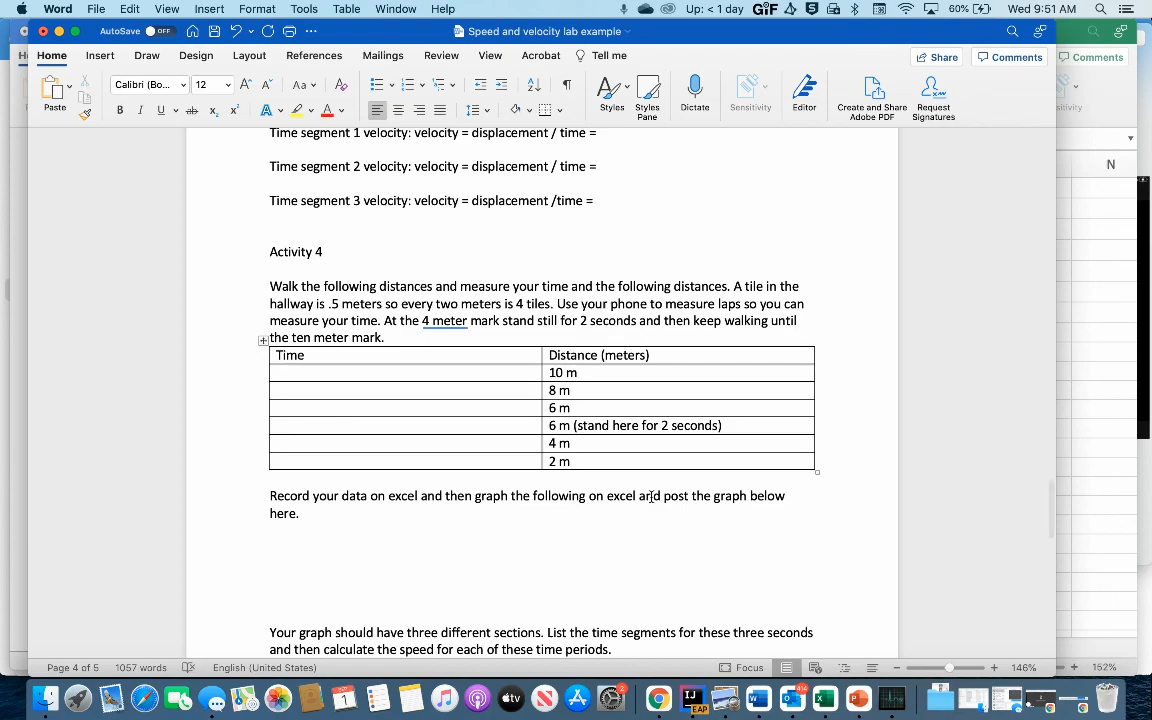 Word File Edit View Insert Format Tools Table Window Help Up: < 1 day GIF 60% Wed 9:51 AM
AutoSave OFF Speed and velocity lab example
Home Insert Draw Design Layout References Mailings Review View Acrobat Tell me Share Comments Comments
Calibri (Bo... 12 Aa
Paste Styles Styles Pane Dictate Sensitivity Editor Create and Share Adobe PDF Request Signatures
B I U ab x₂ x² A A
N
Time segment 1 velocity: velocity = displacement / time =
Time segment 2 velocity: velocity = displacement / time =
Time segment 3 velocity: velocity = displacement /time =
Activity 4
Walk the following distances and measure your time and the following distances. A tile in the
hallway is .5 meters so every two meters is 4 tiles. Use your phone to measure laps so you can
measure your time. At the 4 meter mark stand still for 2 seconds and then keep walking until
the ten meter mark.
Time Distance (meters)
10 m
8 m
6 m
6 m (stand here for 2 seconds)
4 m
2 m
Record your data on excel and then graph the following on excel and post the graph below
here.
Your graph should have three different sections. List the time segments for these three seconds
and then calculate the speed for each of these time periods.
Page 4 of 5 1057 words English (United States) Focus 146% 152%